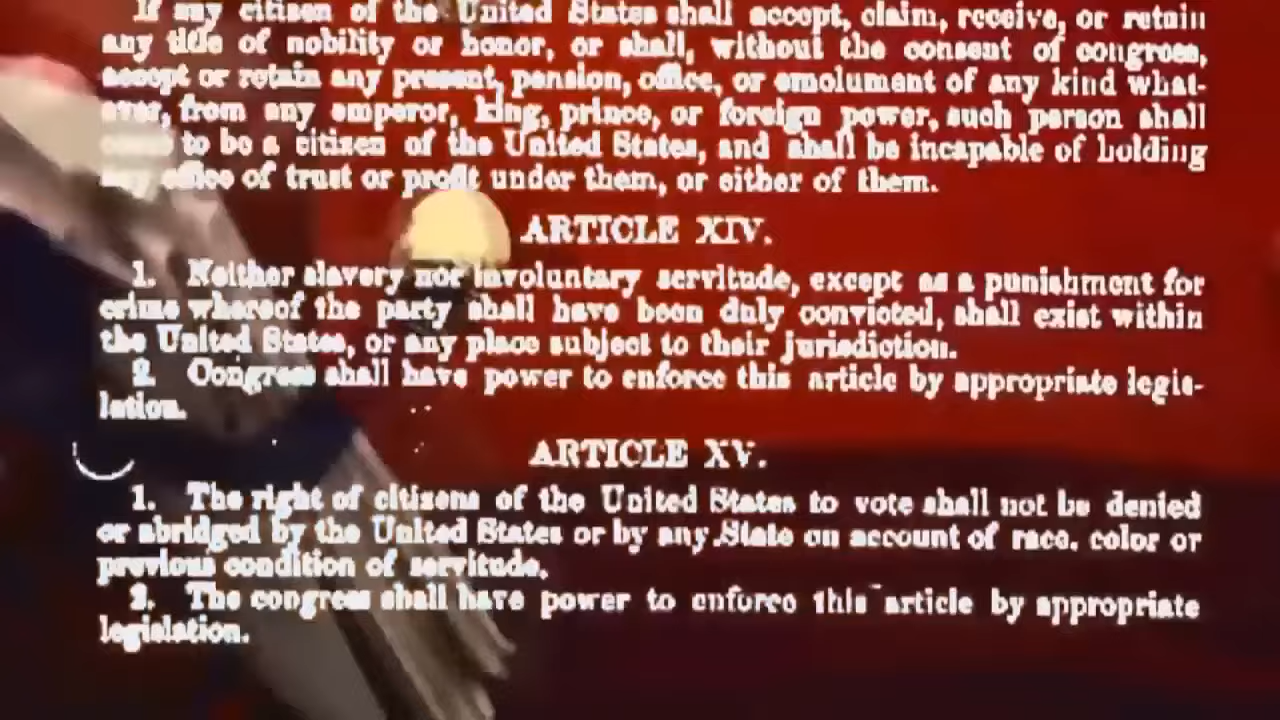 If any citizen of the United States shall accept, claim, receive, or retain
any title of nobility or honor, or shall, without the consent of congress,
accept or retain any present, pension, office, or emolument of any kind what-
ever, from any emperor, king, prince, or foreign power, such person shall
cease to be a citizen of the United States, and shall be incapable of holding
any office of trust or profit under them, or either of them.
ARTICLE XIV.
1. Neither slavery nor involuntary servitude, except as a punishment for
crime whereof the party shall have been duly convicted, shall exist within
the United States, or any place subject to their jurisdiction.
2. Congress shall have power to enforce this article by appropriate legis-
lation.
ARTICLE XV.
1. The right of citizens of the United States to vote shall not be denied
or abridged by the United States or by any State on account of race, color or
previous condition of servitude.
2. The congress shall have power to enforce this article by appropriate
legislation.